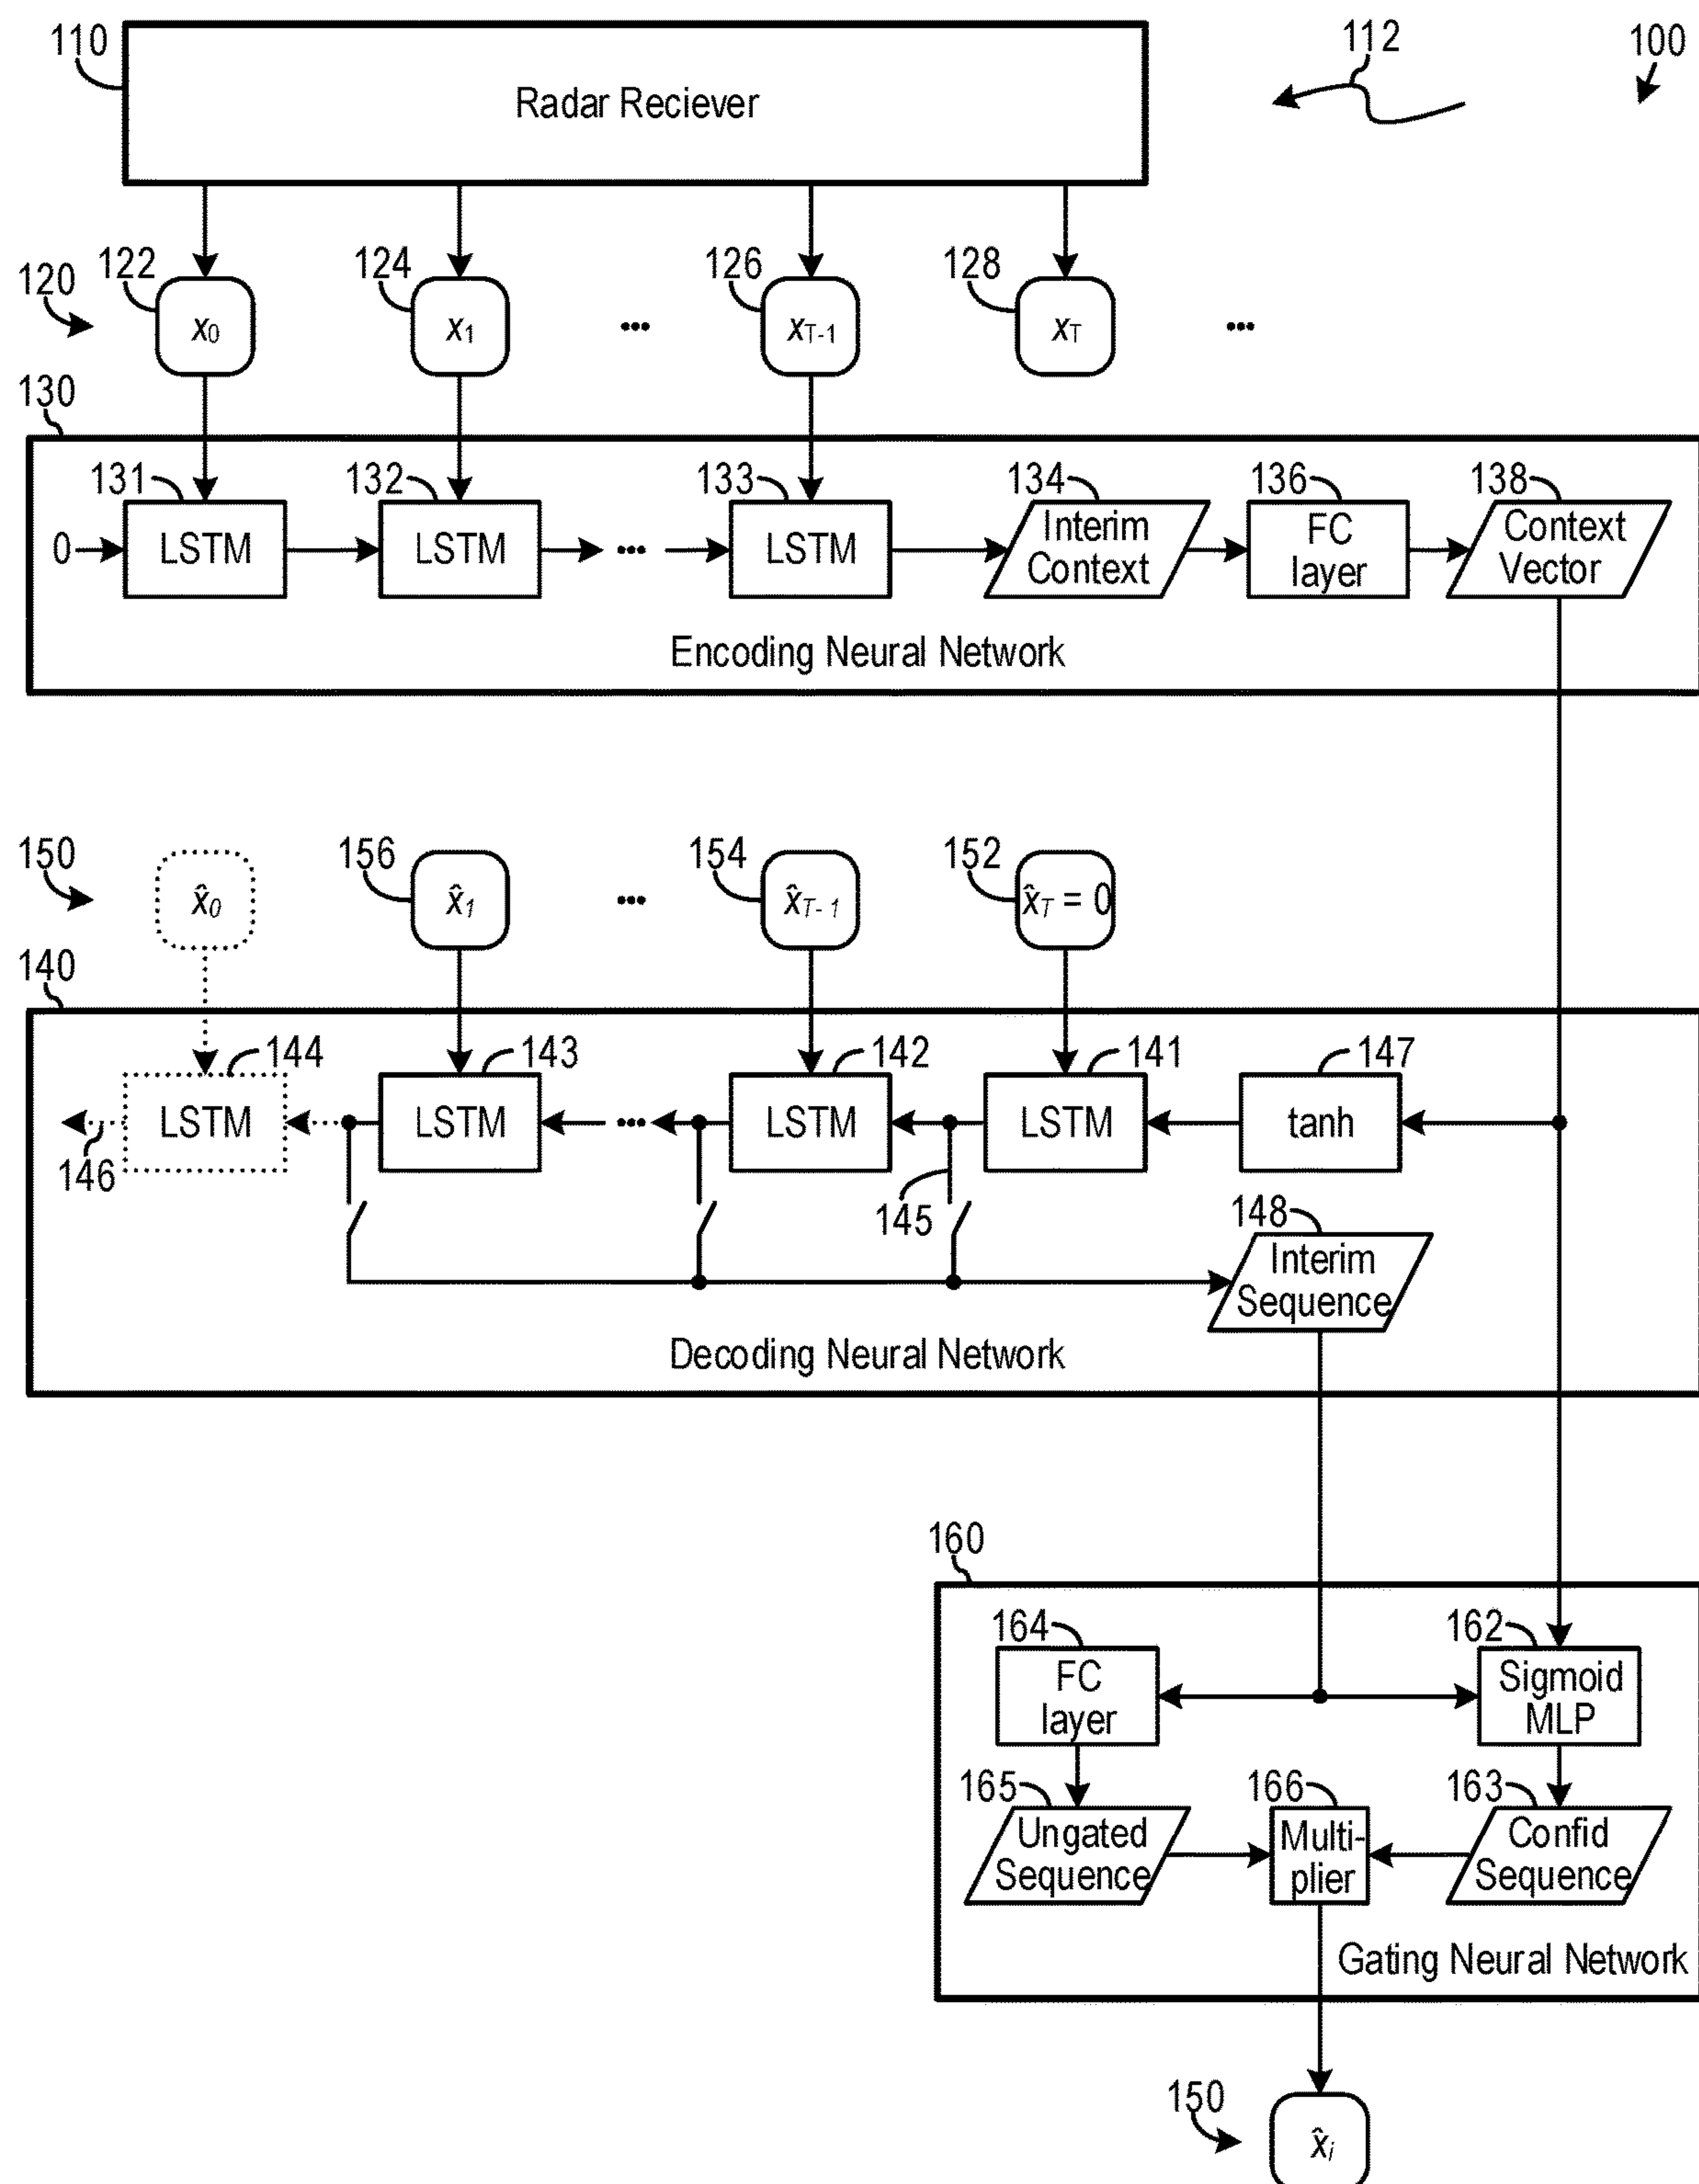 110
112
100
Radar Reciever
120
122
124
126
128
x0
x1
...
xT-1
xT
...
130
131
132
133
134
136
138
0
LSTM
LSTM
...
LSTM
Interim
Context
FC
layer
Context
Vector
Encoding Neural Network
150
156
154
152
x̂0
x̂1
...
x̂T-1
x̂T = 0
140
144
143
142
141
147
LSTM
LSTM
...
LSTM
LSTM
tanh
146
145
148
Interim
Sequence
Decoding Neural Network
160
164
162
FC
layer
Sigmoid
MLP
165
166
163
Ungated
Sequence
Multi-
plier
Confid
Sequence
Gating Neural Network
150
x̂i